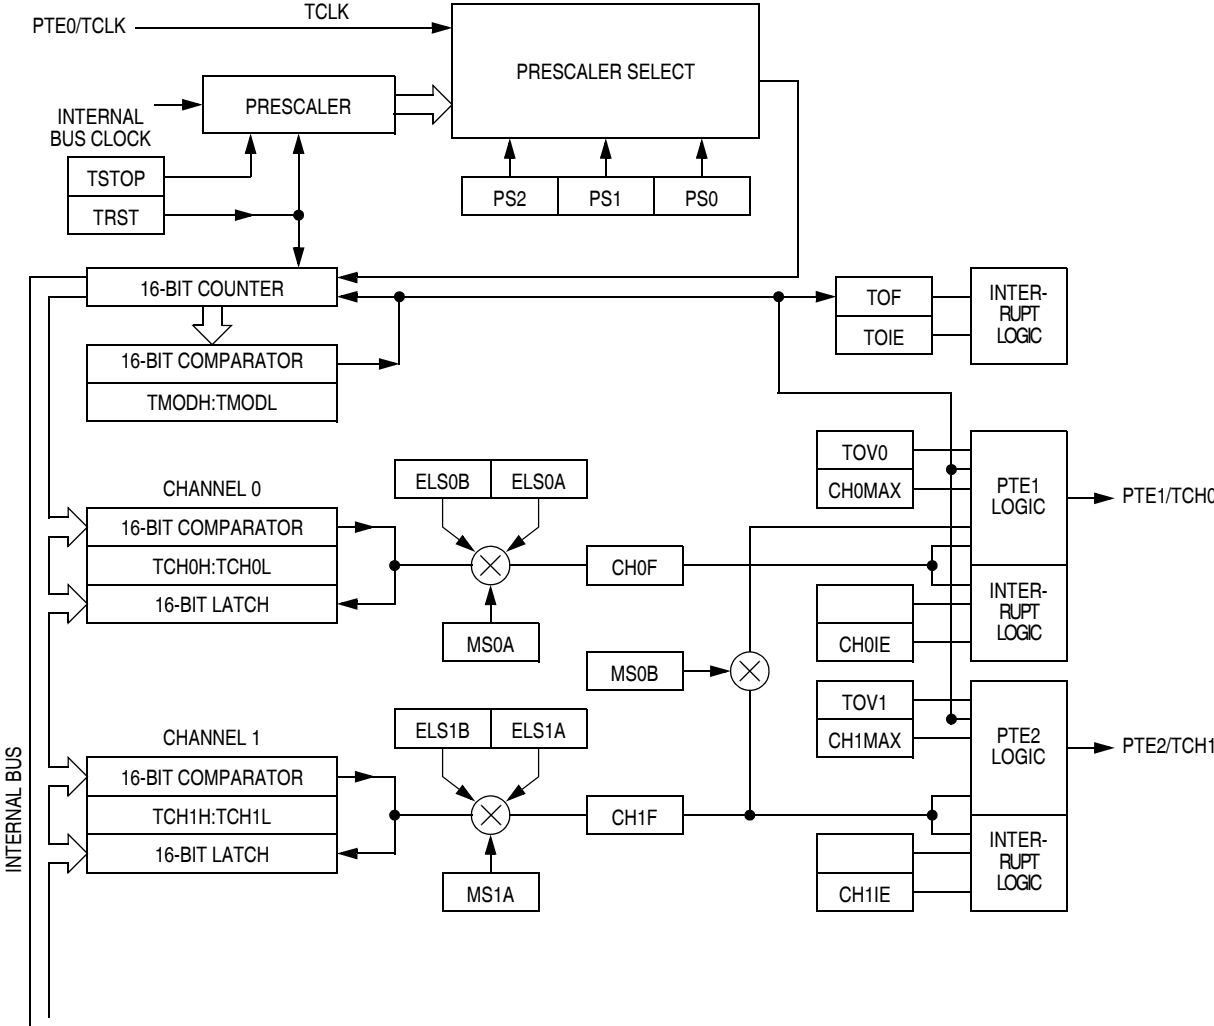 TCLK
PTE0/TCLK
PRESCALER SELECT
PRESCALER
INTERNAL
BUS CLOCK
TSTOP
TRST
PS2
PS1
PS0
16-BIT COUNTER
TOF
TOIE
INTER-
RUPT
LOGIC
16-BIT COMPARATOR
TMODH:TMODL
TOV0
CH0MAX
PTE1
LOGIC
PTE1/TCH0
CHANNEL 0
ELS0B
ELS0A
16-BIT COMPARATOR
TCH0H:TCH0L
16-BIT LATCH
CH0F
MS0A
INTER-
RUPT
LOGIC
CH0IE
MS0B
TOV1
CH1MAX
PTE2
LOGIC
PTE2/TCH1
CHANNEL 1
ELS1B
ELS1A
16-BIT COMPARATOR
TCH1H:TCH1L
16-BIT LATCH
CH1F
MS1A
INTER-
RUPT
LOGIC
CH1IE
INTERNAL BUS